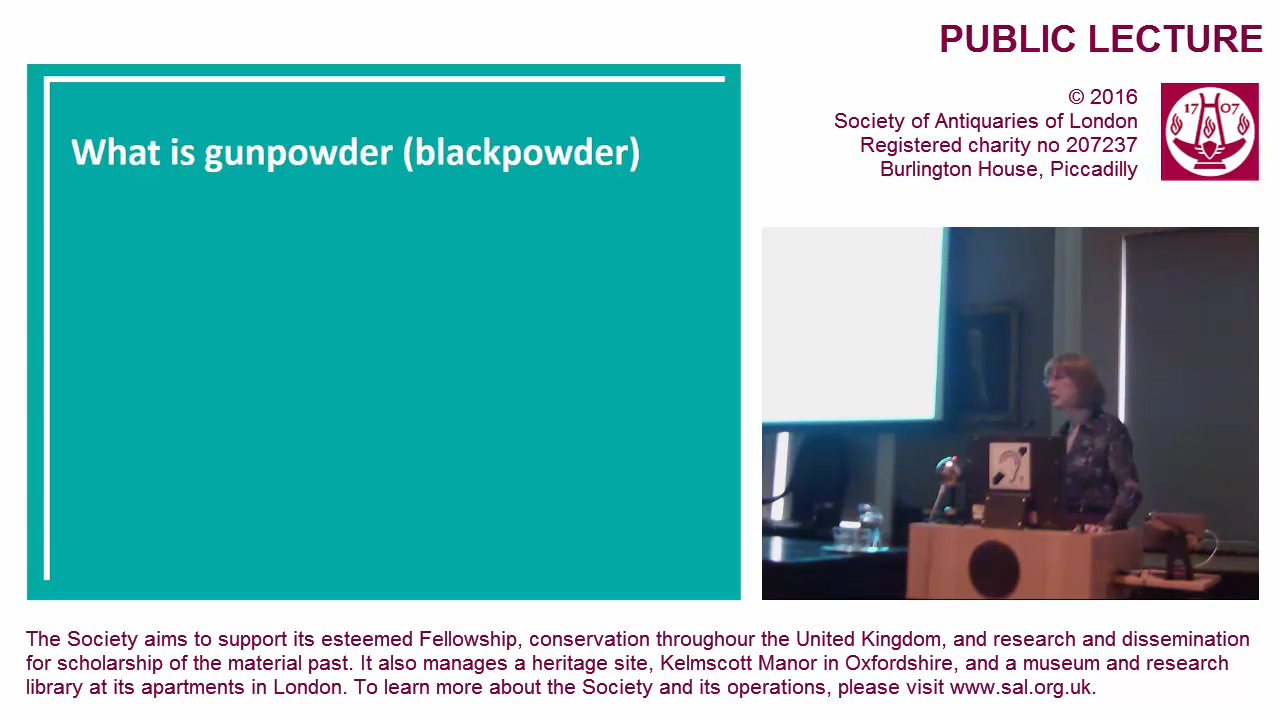 PUBLIC LECTURE
© 2016
Society of Antiquaries of London
Registered charity no 207237
Burlington House, Piccadilly
17 07
What is gunpowder (blackpowder)
The Society aims to support its esteemed Fellowship, conservation throughour the United Kingdom, and research and dissemination
for scholarship of the material past. It also manages a heritage site, Kelmscott Manor in Oxfordshire, and a museum and research
library at its apartments in London. To learn more about the Society and its operations, please visit www.sal.org.uk.